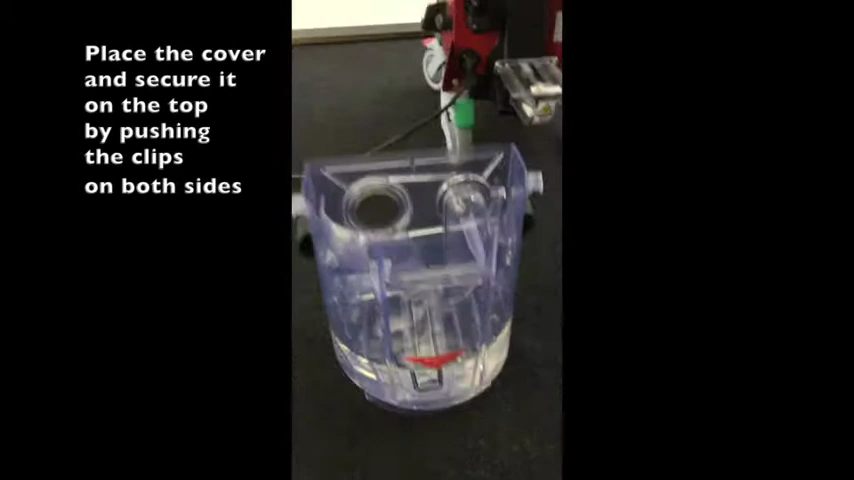 Place the cover
and secure it
on the top
by pushing
the clips
on both sides